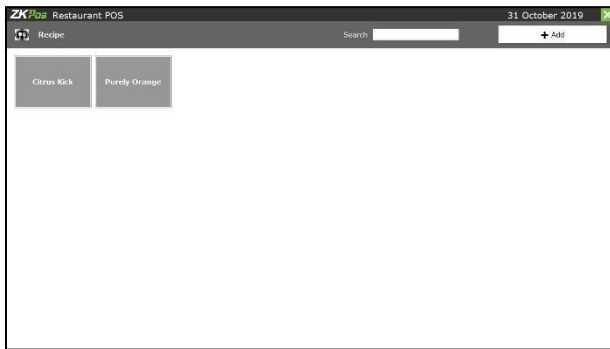 ZKPos Restaurant POS 31 October 2019 X
Recipe Search + Add
Citrus Kick Purely Orange